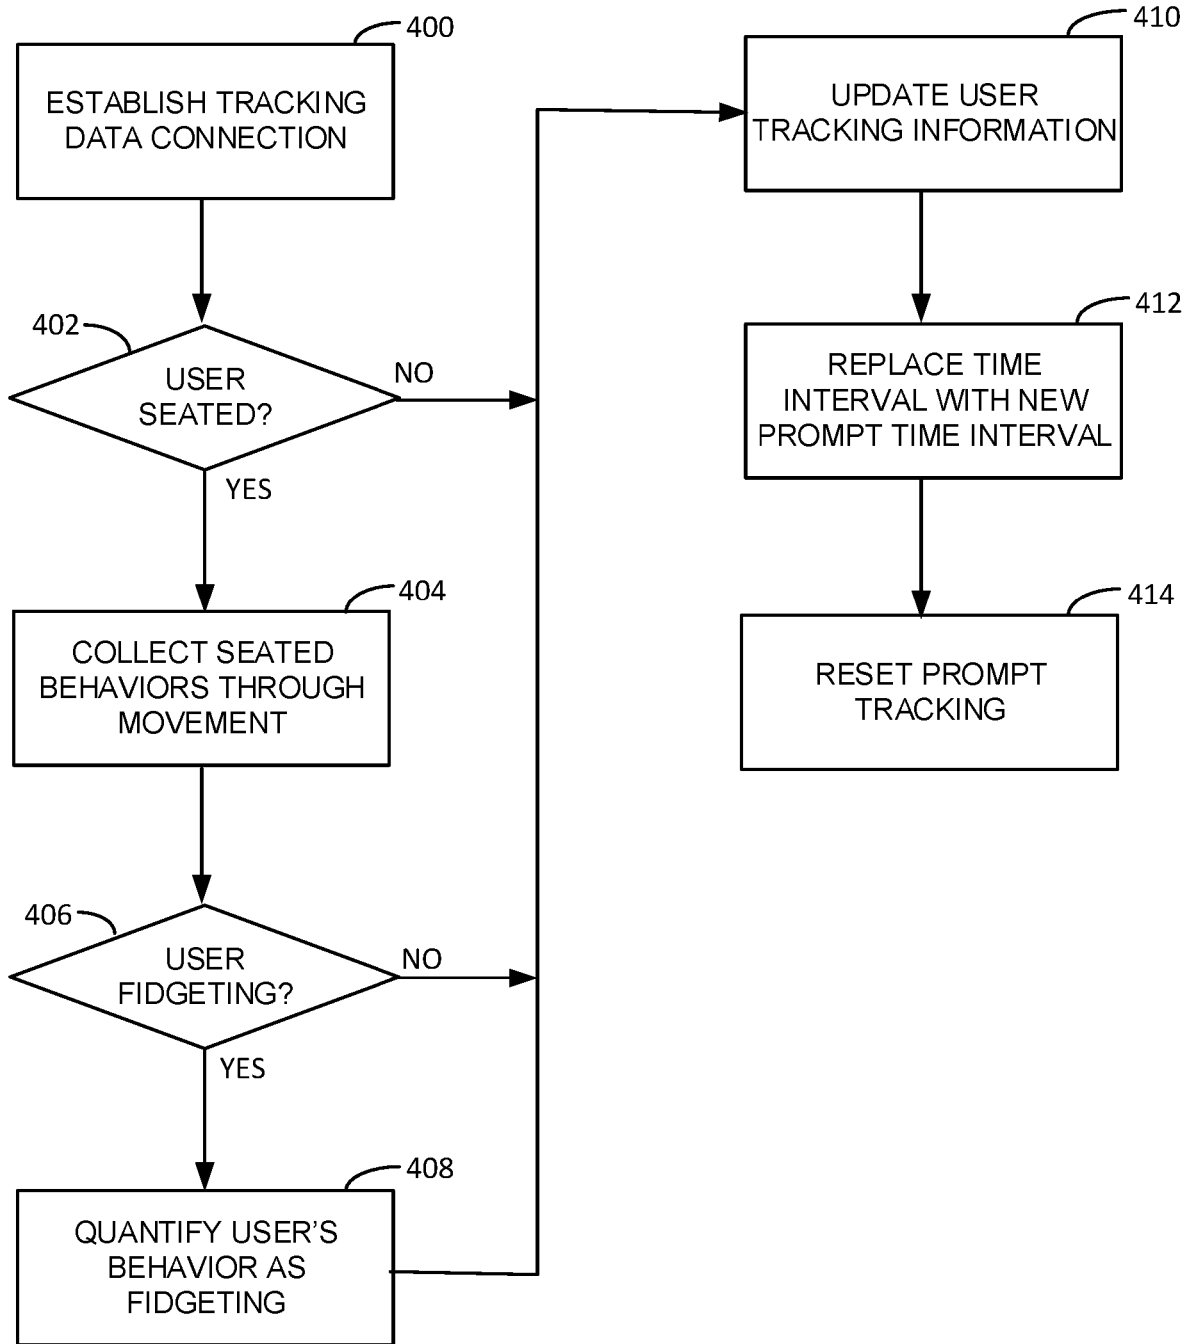 400
ESTABLISH TRACKING
DATA CONNECTION
402
USER
SEATED?
NO
YES
404
COLLECT SEATED
BEHAVIORS THROUGH
MOVEMENT
406
USER
FIDGETING?
NO
YES
408
QUANTIFY USER'S
BEHAVIOR AS
FIDGETING
410
UPDATE USER
TRACKING INFORMATION
412
REPLACE TIME
INTERVAL WITH NEW
PROMPT TIME INTERVAL
414
RESET PROMPT
TRACKING